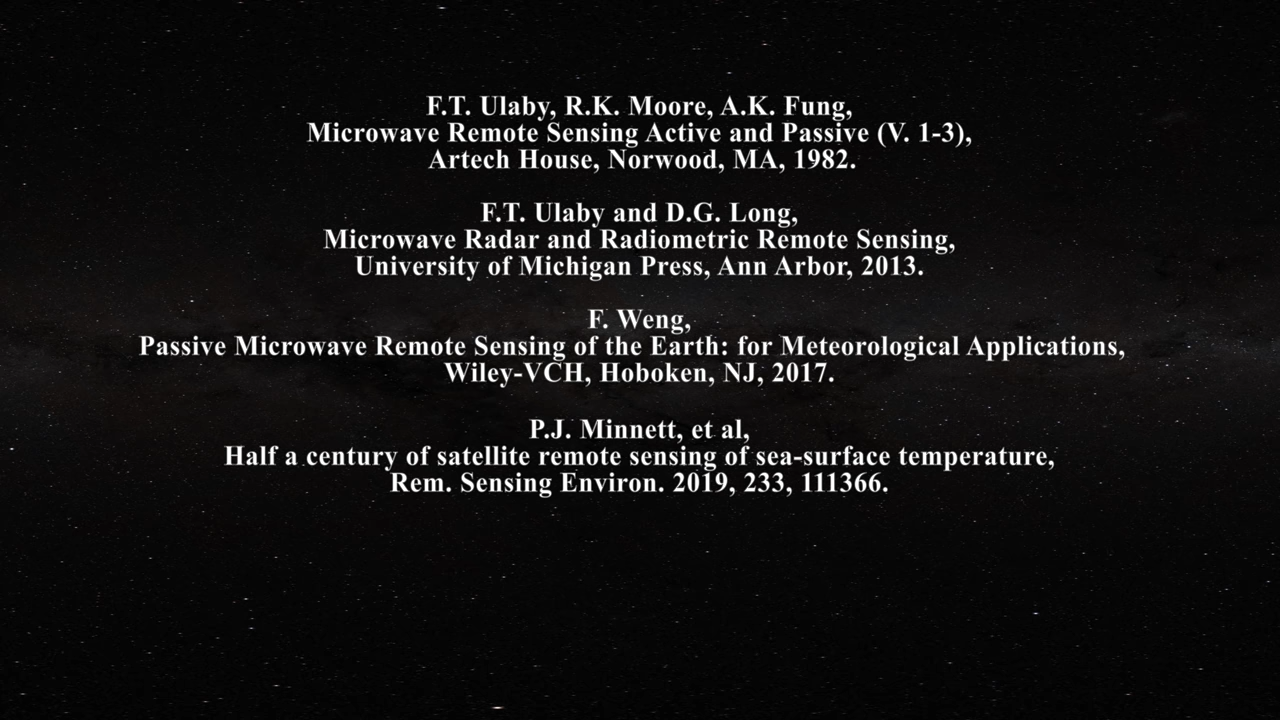 F.T. Ulaby, R.K. Moore, A.K. Fung,
Microwave Remote Sensing Active and Passive (V. 1-3),
Artech House, Norwood, MA, 1982.
F.T. Ulaby and D.G. Long,
Microwave Radar and Radiometric Remote Sensing,
University of Michigan Press, Ann Arbor, 2013.
F. Weng,
Passive Microwave Remote Sensing of the Earth: for Meteorological Applications,
Wiley-VCH, Hoboken, NJ, 2017.
P.J. Minnett, et al,
Half a century of satellite remote sensing of sea-surface temperature,
Rem. Sensing Environ. 2019, 233, 111366.